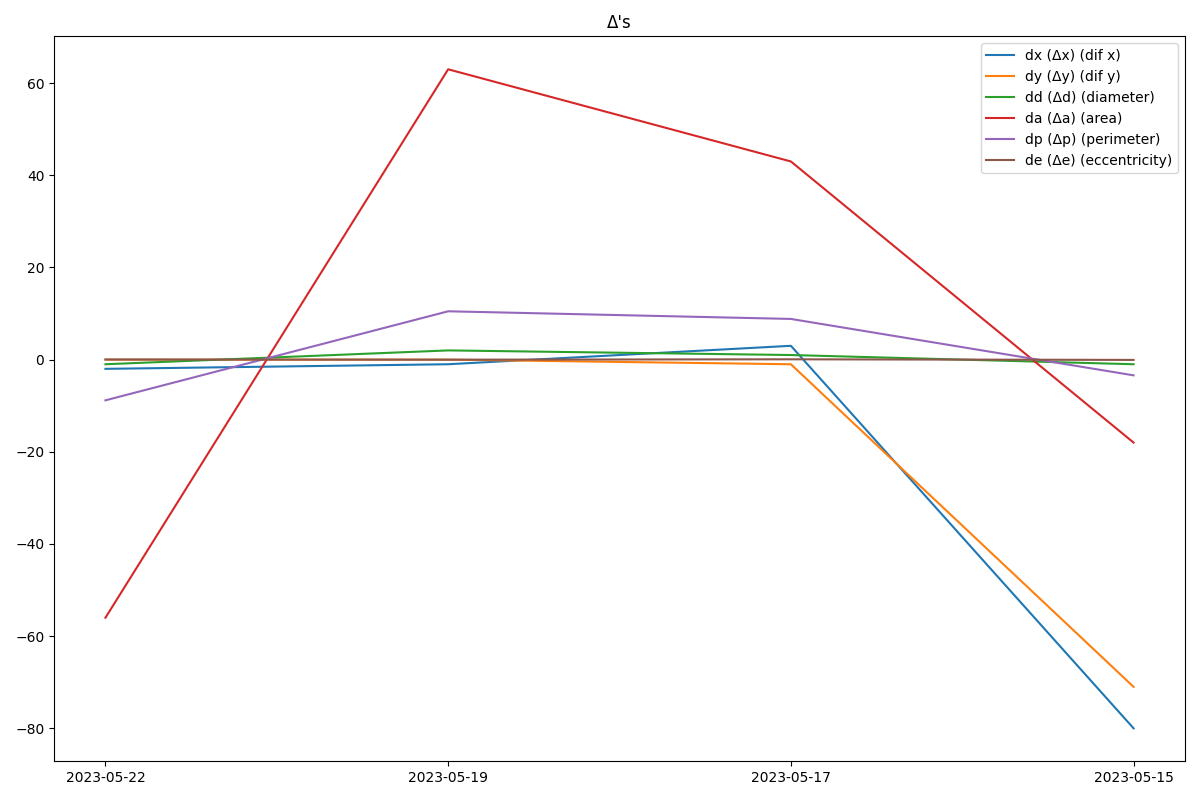 Δ's
dx (Δx) (dif x)
dy (Δy) (dif y)
dd (Δd) (diameter)
da (Δa) (area)
dp (Δp) (perimeter)
de (Δe) (eccentricity)
60
40
20
0
−20
−40
−60
−80
2023-05-22 2023-05-19 2023-05-17 2023-05-15